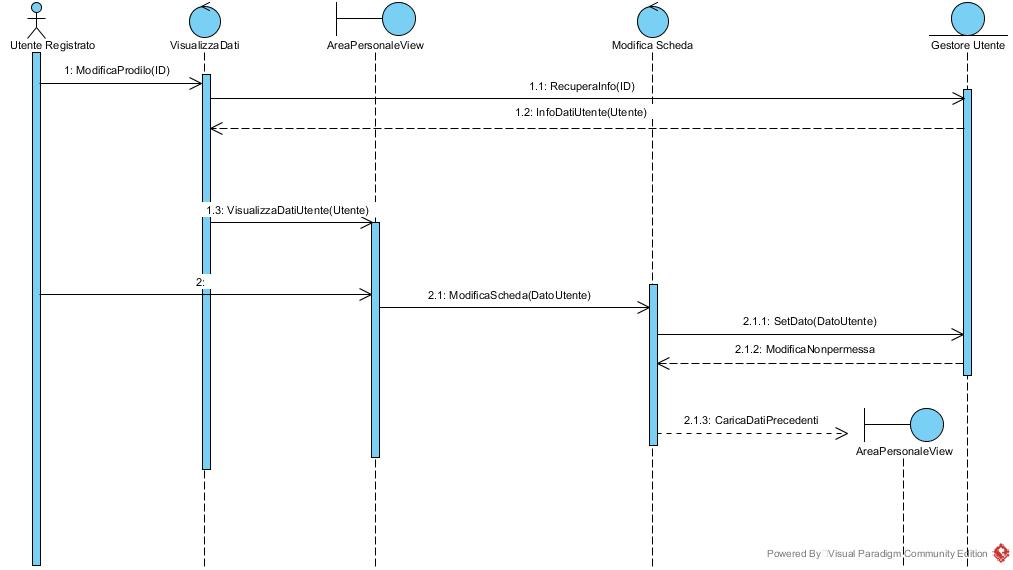 Utente Registrato
VisualizzaDati
AreaPersonaleView
Modifica Scheda
Gestore Utente
1: ModificaProdilo(ID)
1.1: RecuperaInfo(ID)
1.2: InfoDatiUtente(Utente)
1.3: VisualizzaDatiUtente(Utente)
2:
2.1: ModificaScheda(DatoUtente)
2.1.1: SetDato(DatoUtente)
2.1.2: ModificaNonpermessa
2.1.3: CaricaDatiPrecedenti
AreaPersonaleView
Powered By Visual Paradigm Community Edition